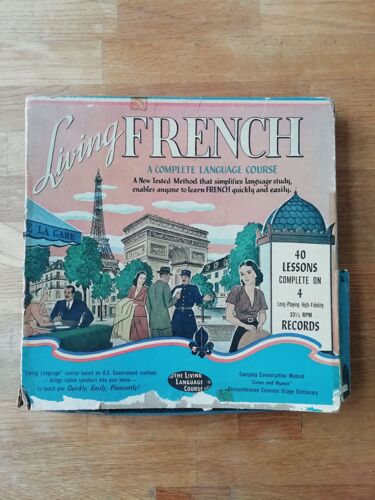 Living FRENCH
A COMPLETE LANGUAGE COURSE
A New Tested Method that simplifies language study,
enables anyone to learn FRENCH quickly and easily.
LA GARE
40
LESSONS
COMPLETE ON
4
Long-Playing High-Fidelity
33⅓ RPM
RECORDS
"Living Language" course based on U.S. Government methods
— brings native speakers into your home —
to teach you Quickly, Easily, Pleasantly!
THE LIVING
LANGUAGE
COURSE
Everyday Conversation Manual
"Listen and Repeat"
Comprehensive Common Usage Dictionary